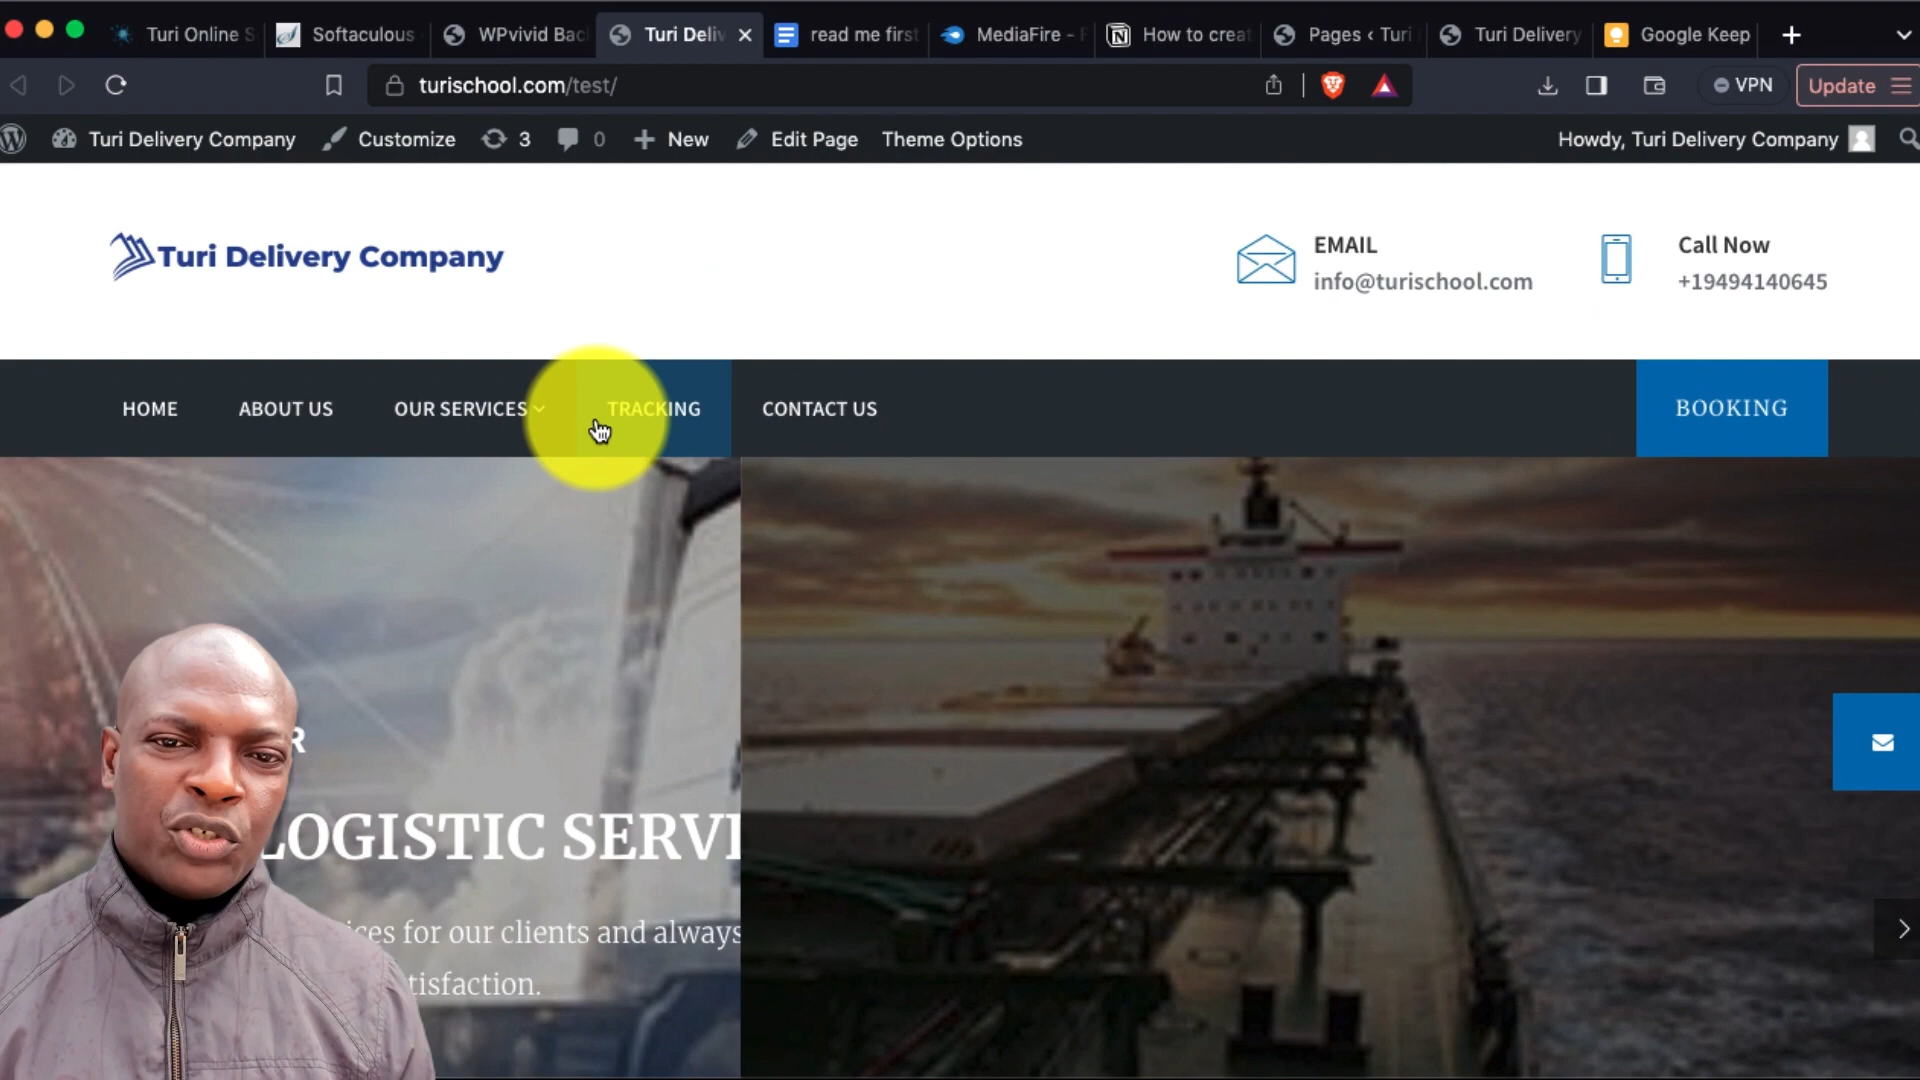 Turi Online S
Softaculous
WPvivid Bac
Turi Deliv
read me first
MediaFire - F
How to creat
Pages ‹ Turi
Turi Delivery
Google Keep
turischool.com/test/
VPN
Update
Turi Delivery Company
Customize
3
0
New
Edit Page
Theme Options
Howdy, Turi Delivery Company
Turi Delivery Company
EMAIL
info@turischool.com
Call Now
+19494140645
HOME
ABOUT US
OUR SERVICES
TRACKING
CONTACT US
BOOKING
R
LOGISTIC SERVI
ices for our clients and always
tisfaction.